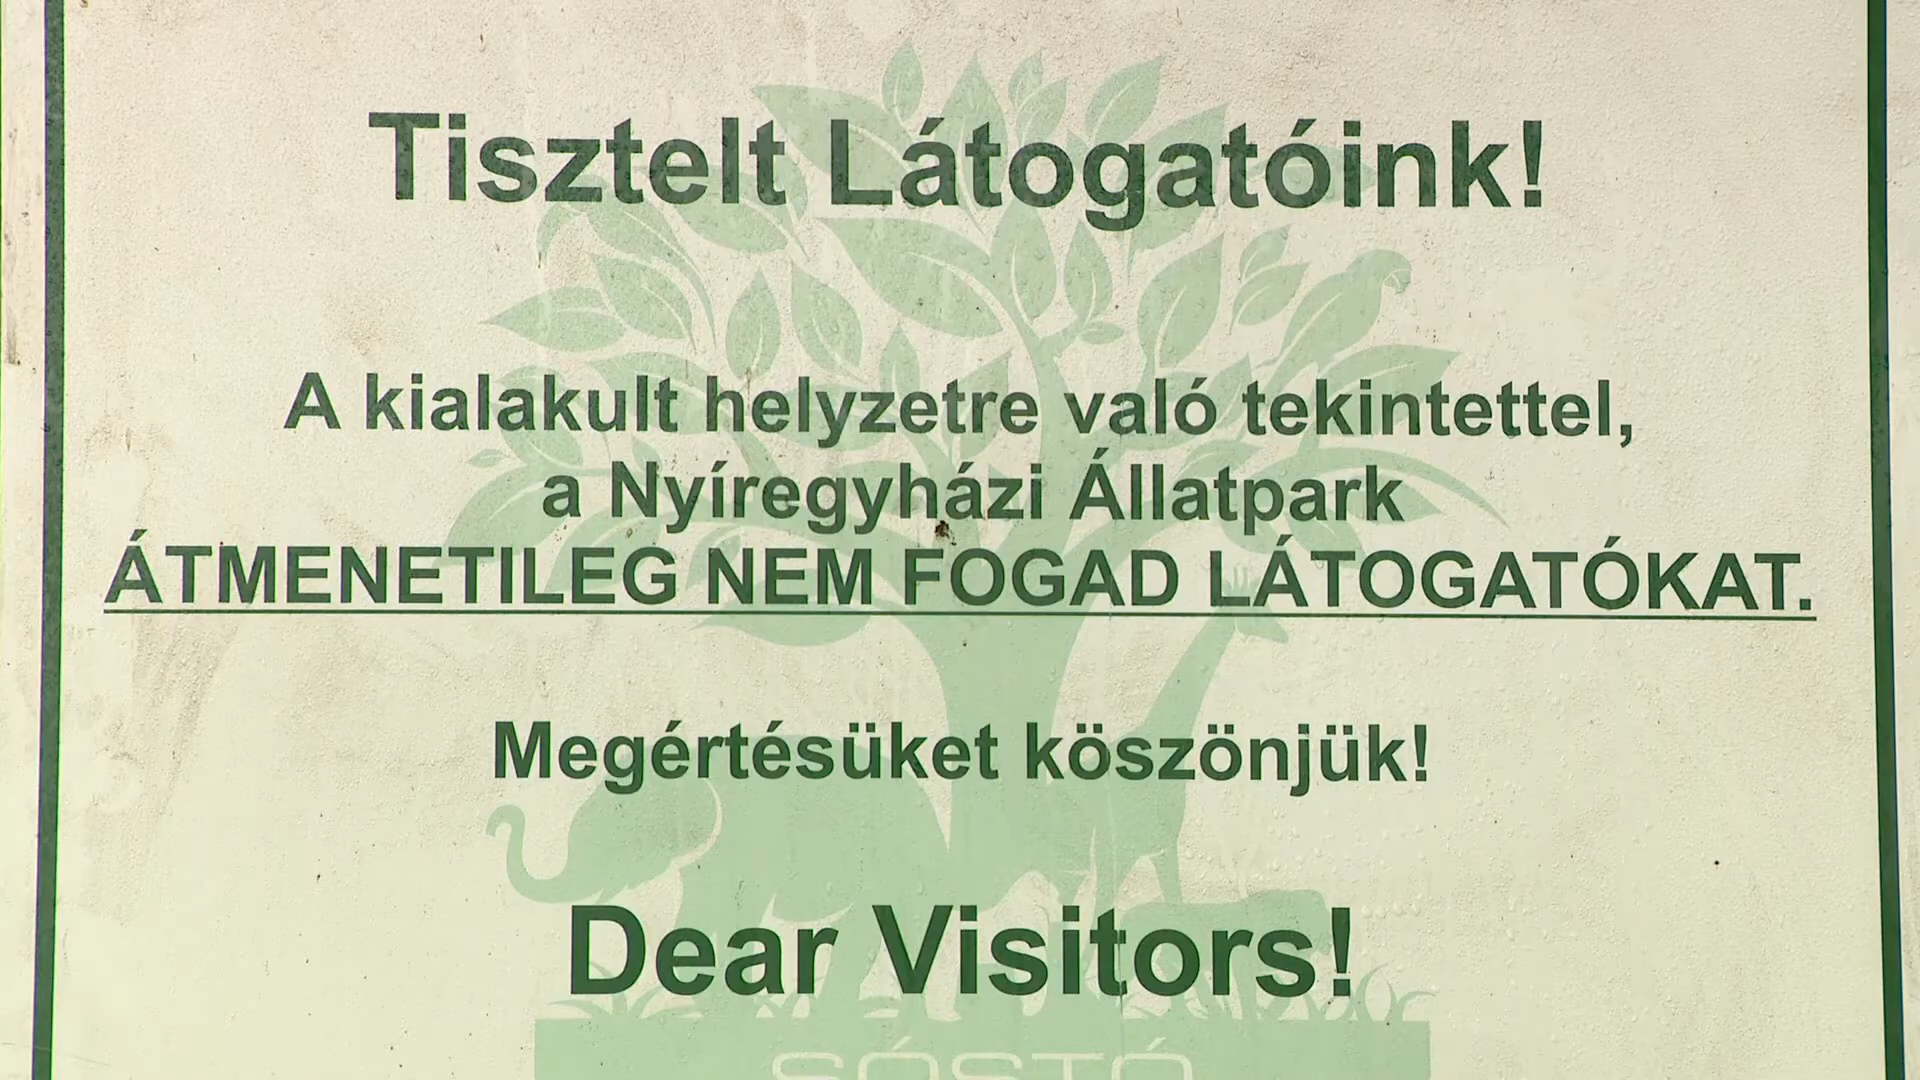 Tisztelt Látogatóink!
A kialakult helyzetre való tekintettel,
a Nyíregyházi Állatpark
ÁTMENETILEG NEM FOGAD LÁTOGATÓKAT.
Megértésüket köszönjük!
Dear Visitors!
SÓSTÓ